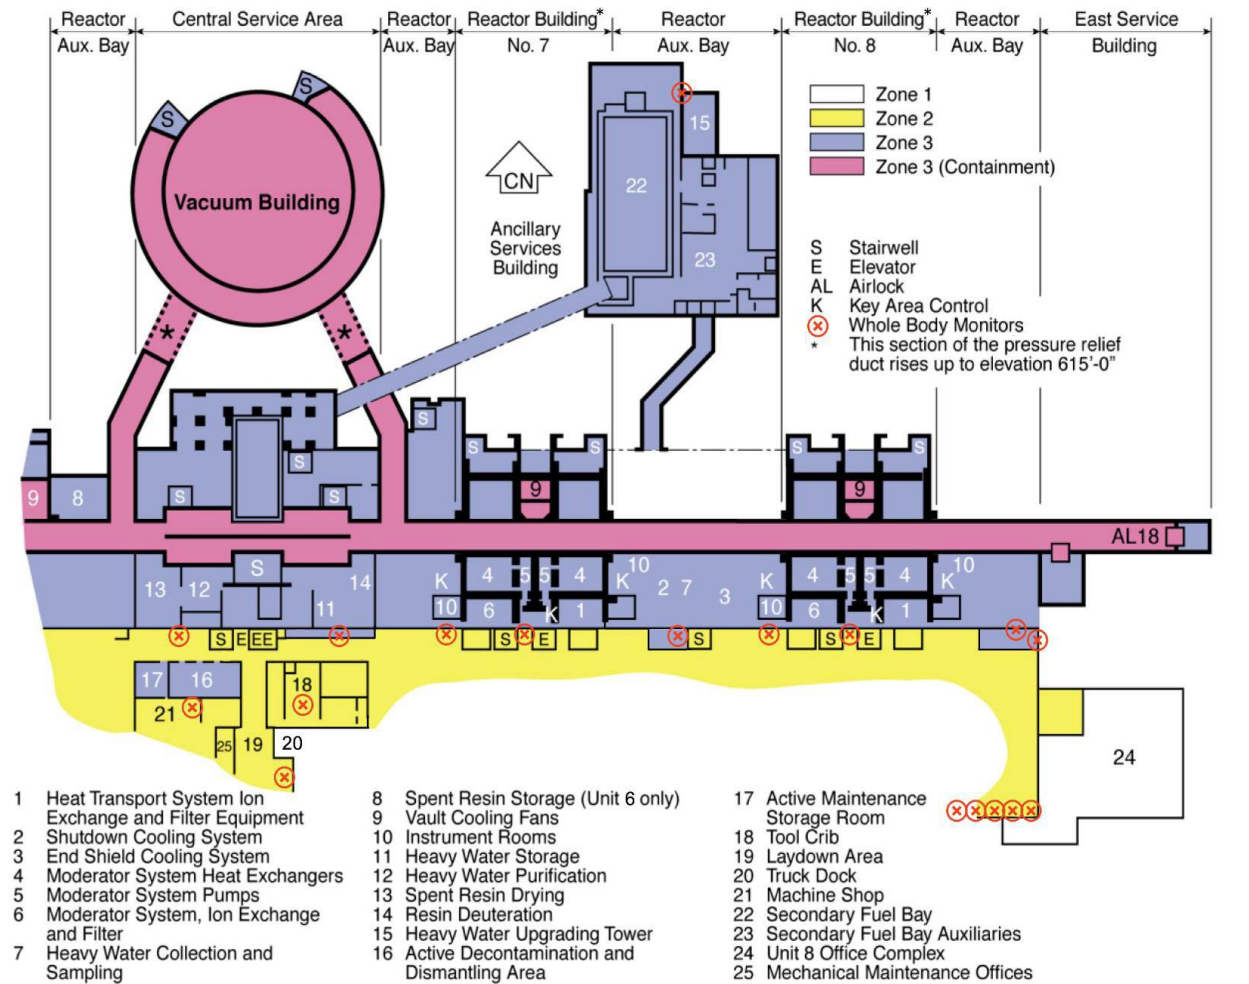 Reactor
Aux. Bay
Central Service Area
Reactor
Aux. Bay
Reactor Building*
No. 7
Reactor
Aux. Bay
Reactor Building*
No. 8
Reactor
Aux. Bay
East Service
Building
S
S
Vacuum Building
*
*
CN
Ancillary
Services
Building
15
22
23
Zone 1
Zone 2
Zone 3
Zone 3 (Containment)
S Stairwell
E Elevator
AL Airlock
K Key Area Control
Whole Body Monitors
* This section of the pressure relief
duct rises up to elevation 615'-0"
S
S
S
S
S
S
S
S
9
8
9
9
AL18
13
12
S
14
11
K
10
4
5
5
4
6
K
1
K
10
2
7
3
K
10
4
5
5
4
6
K
1
K
10
S
E
EE
S
E
S
S
E
17
16
18
21
25
19
20
24
1 Heat Transport System Ion
Exchange and Filter Equipment
2 Shutdown Cooling System
3 End Shield Cooling System
4 Moderator System Heat Exchangers
5 Moderator System Pumps
6 Moderator System, Ion Exchange
and Filter
7 Heavy Water Collection and
Sampling
8 Spent Resin Storage (Unit 6 only)
9 Vault Cooling Fans
10 Instrument Rooms
11 Heavy Water Storage
12 Heavy Water Purification
13 Spent Resin Drying
14 Resin Deuteration
15 Heavy Water Upgrading Tower
16 Active Decontamination and
Dismantling Area
17 Active Maintenance
Storage Room
18 Tool Crib
19 Laydown Area
20 Truck Dock
21 Machine Shop
22 Secondary Fuel Bay
23 Secondary Fuel Bay Auxiliaries
24 Unit 8 Office Complex
25 Mechanical Maintenance Offices